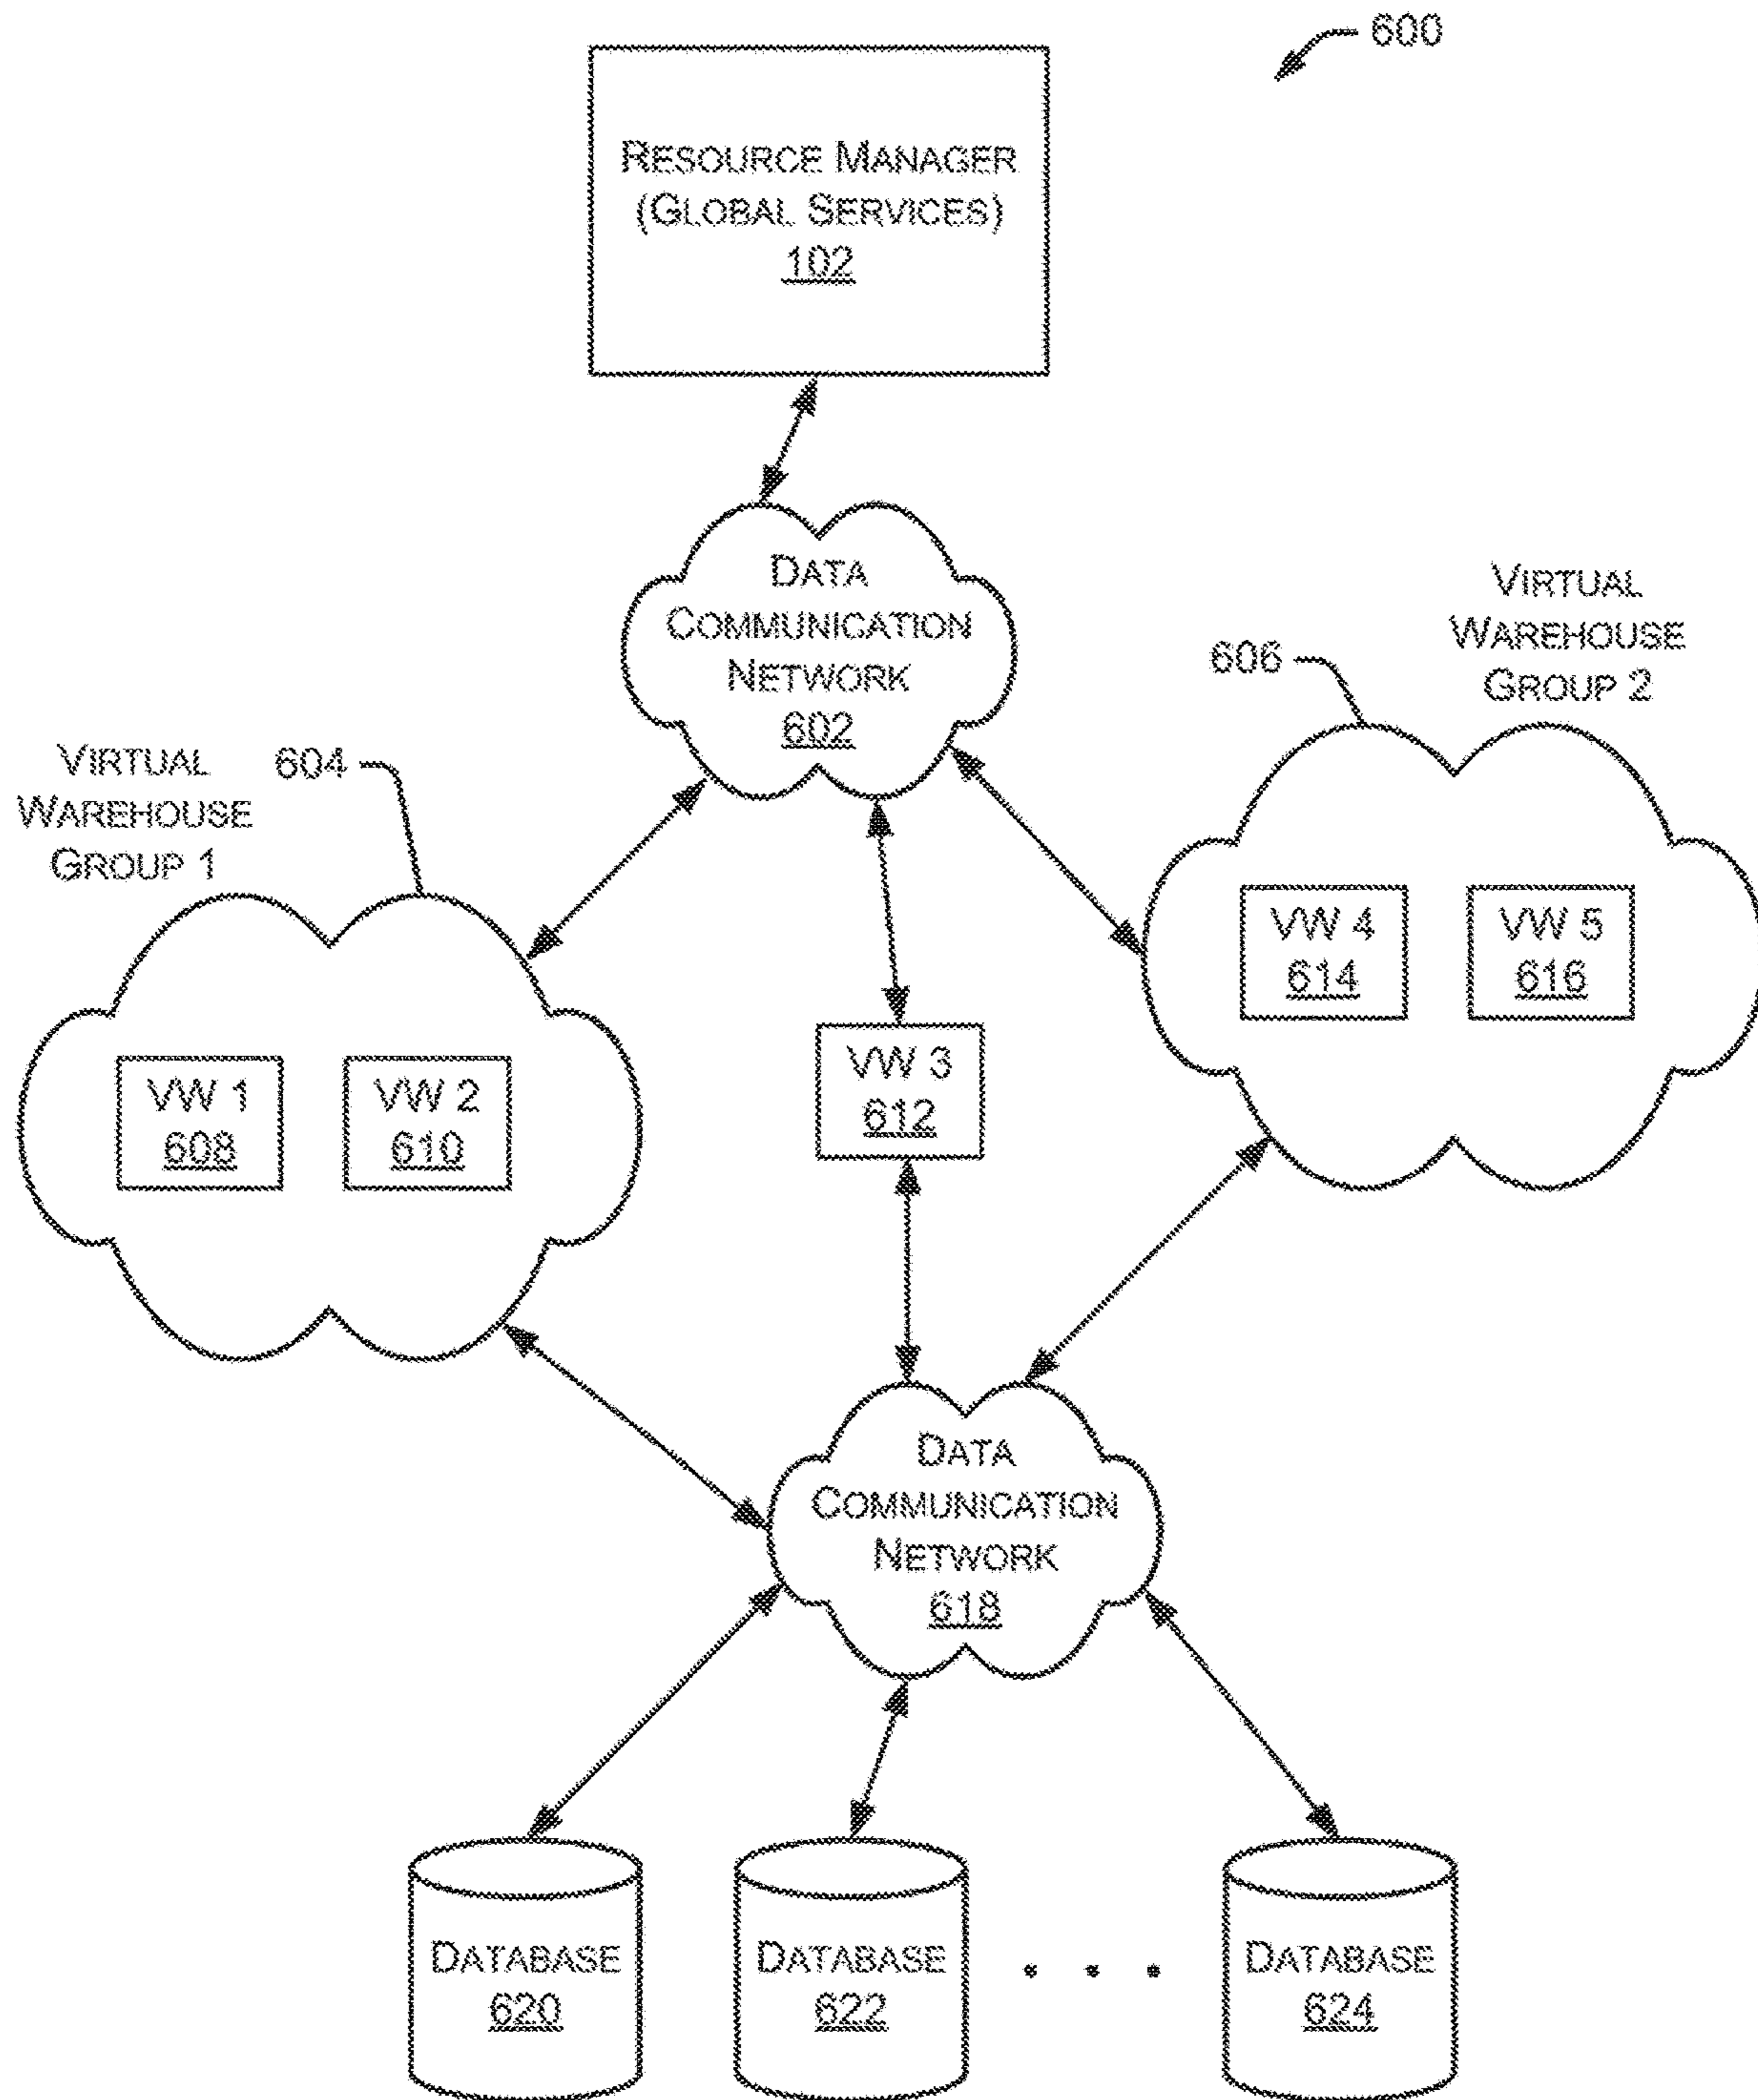 600
RESOURCE MANAGER
(GLOBAL SERVICES)
102
DATA
COMMUNICATION
NETWORK
602
VIRTUAL
WAREHOUSE
GROUP 2
606
VIRTUAL
WAREHOUSE
GROUP 1
604
VW 4
614
VW 5
616
VW 3
612
VW 1
608
VW 2
610
DATA
COMMUNICATION
NETWORK
618
DATABASE
620
DATABASE
622
. . .
DATABASE
624